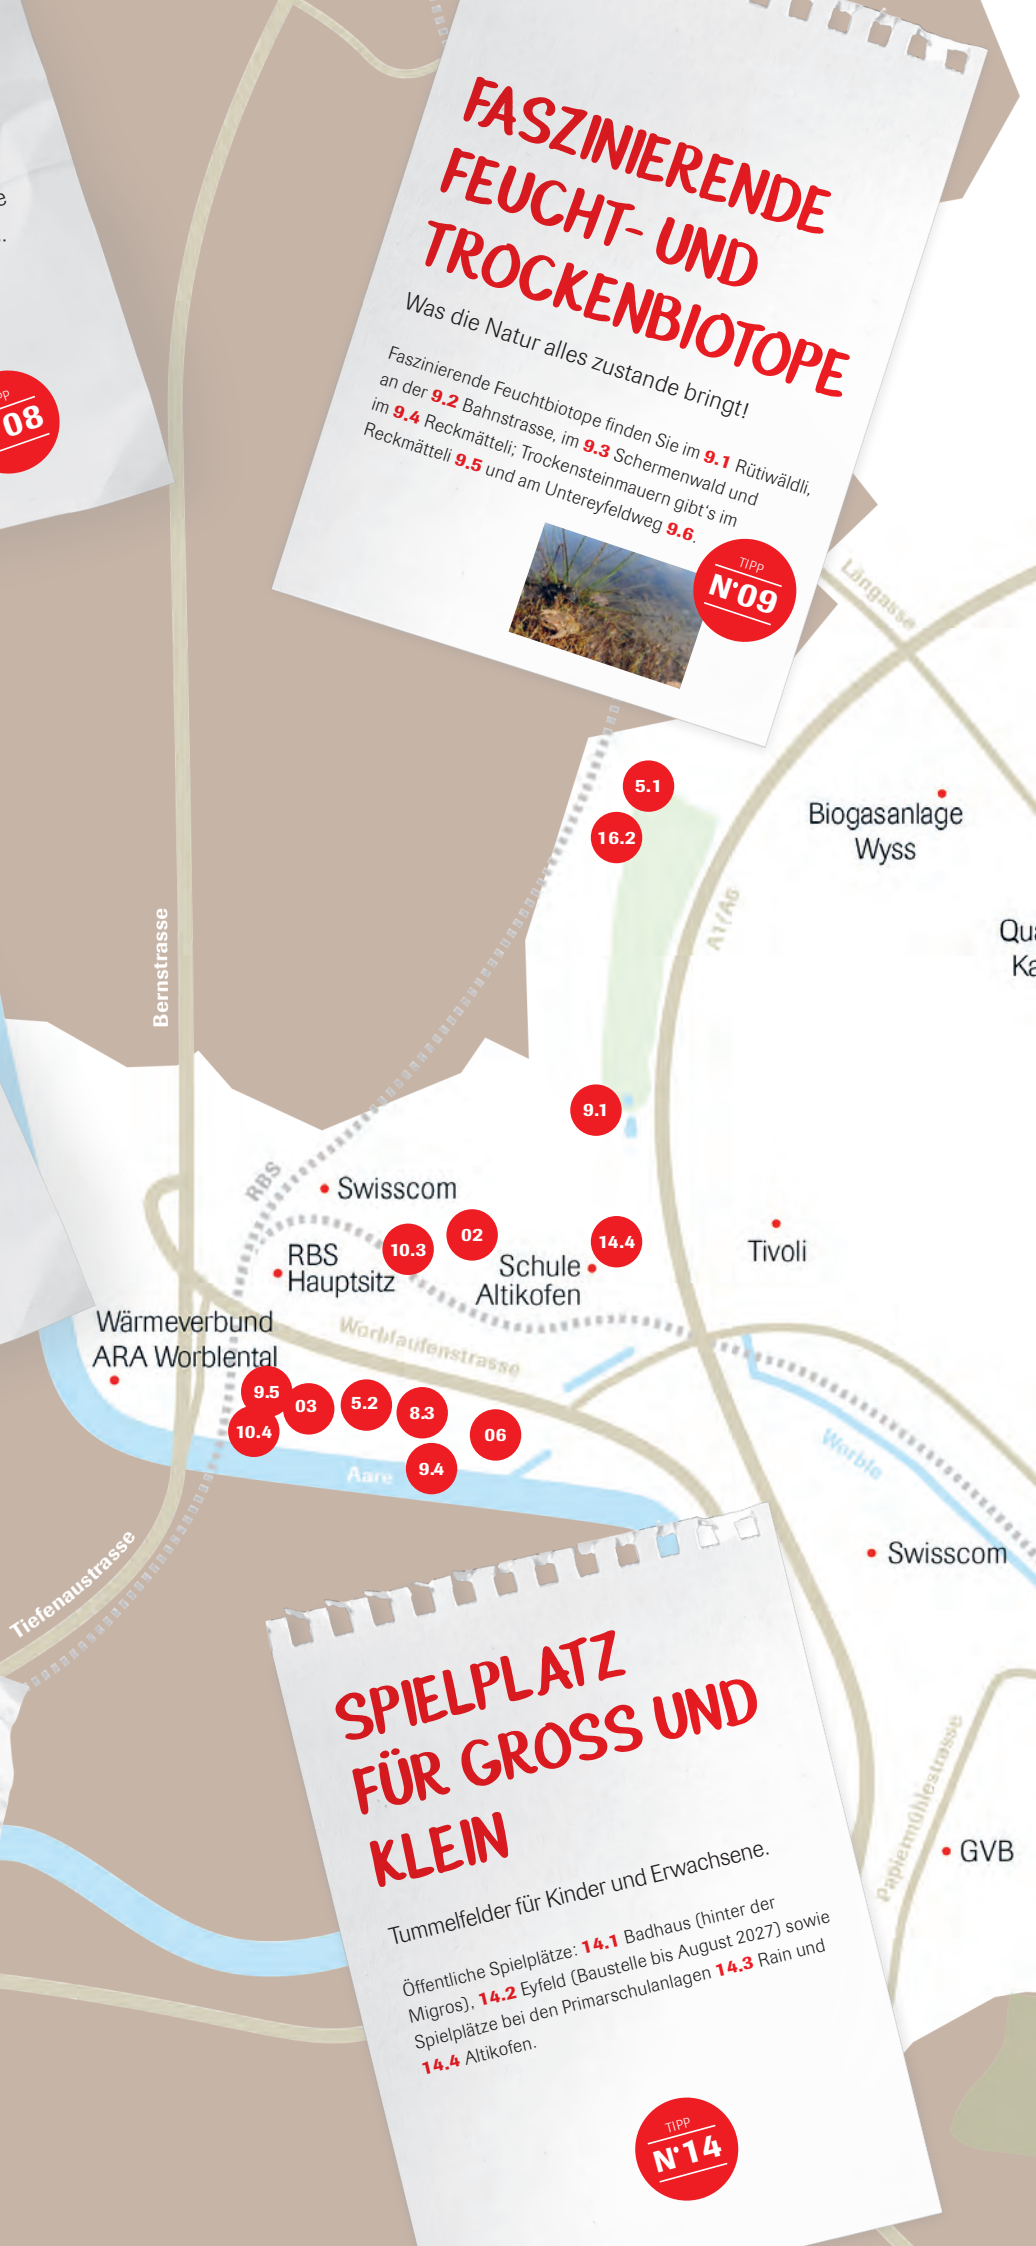 FASZINIERENDE
FEUCHT- UND
TROCKENBIOTOPE
Was die Natur alles zustande bringt!
Faszinierende Feuchtbiotope finden Sie im 9.1 Rütiwäldli,
an der 9.2 Bahnstrasse, im 9.3 Schermenwald und
im 9.4 Reckmätteli; Trockensteinmauern gibt's im
Reckmätteli 9.5 und am Untereyfeldweg 9.6.
08
TIPP
N°09
Längasse
5.1
16.2
Biogasanlage
Wyss
A1/A6
Bernstrasse
9.1
RBS
Swisscom
02
10.3
14.4
RBS
Hauptsitz
Schule
Altikofen
Tivoli
Wärmeverbund
ARA Worblental
Worblaufenstrasse
9.5
03
5.2
8.3
10.4
06
9.4
Aare
Worble
Swisscom
Tiefenaustrasse
Papiermühlestrasse
GVB
SPIELPLATZ
FÜR GROSS UND
KLEIN
Tummelfelder für Kinder und Erwachsene.
Öffentliche Spielplätze: 14.1 Badhaus (hinter der
Migros), 14.2 Eyfeld (Baustelle bis August 2027) sowie
Spielplätze bei den Primarschulanlagen 14.3 Rain und
14.4 Altikofen.
TIPP
N°14